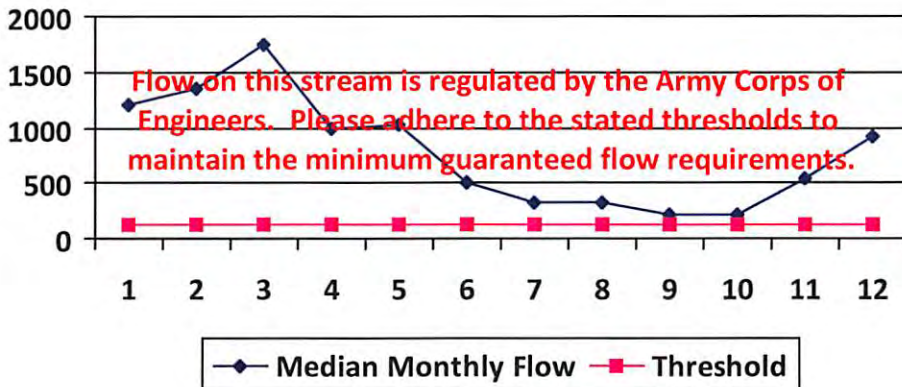 2000
1500
1000
500
0
Flow on this stream is regulated by the Army Corps of
Engineers. Please adhere to the stated thresholds to
maintain the minimum guaranteed flow requirements.
1 2 3 4 5 6 7 8 9 10 11 12
Median Monthly Flow Threshold